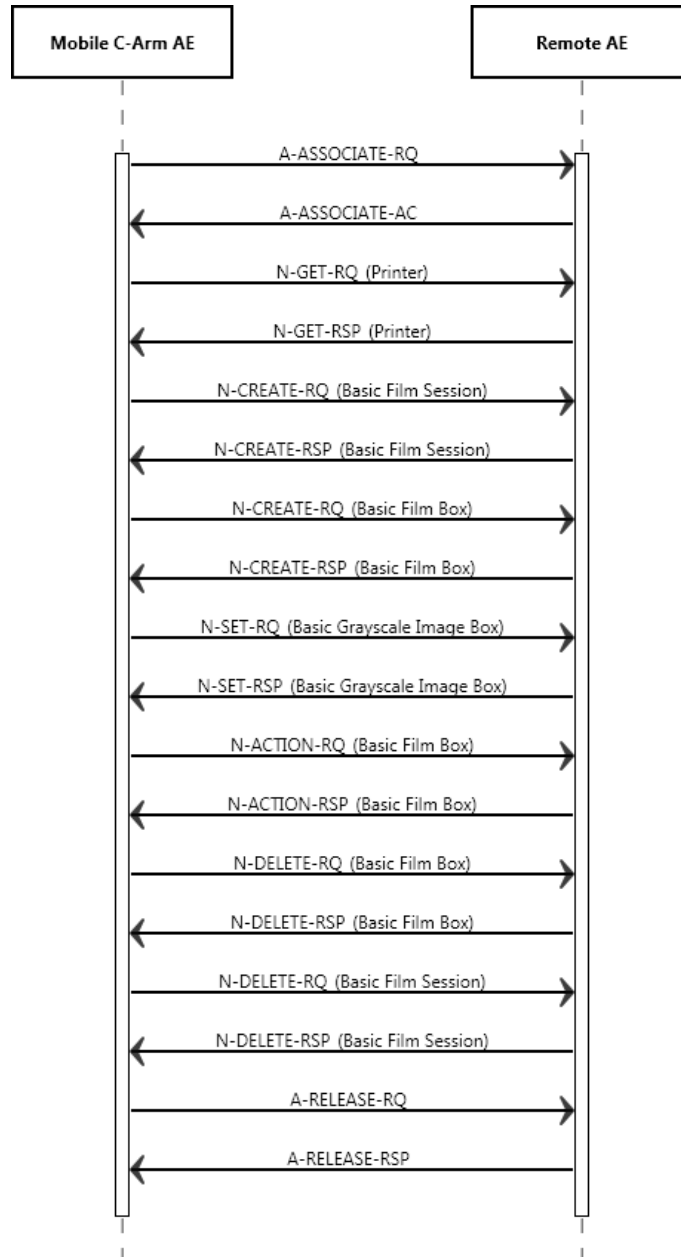 Mobile C-Arm AE
Remote AE
A-ASSOCIATE-RQ
A-ASSOCIATE-AC
N-GET-RQ (Printer)
N-GET-RSP (Printer)
N-CREATE-RQ (Basic Film Session)
N-CREATE-RSP (Basic Film Session)
N-CREATE-RQ (Basic Film Box)
N-CREATE-RSP (Basic Film Box)
N-SET-RQ (Basic Grayscale Image Box)
N-SET-RSP (Basic Grayscale Image Box)
N-ACTION-RQ (Basic Film Box)
N-ACTION-RSP (Basic Film Box)
N-DELETE-RQ (Basic Film Box)
N-DELETE-RSP (Basic Film Box)
N-DELETE-RQ (Basic Film Session)
N-DELETE-RSP (Basic Film Session)
A-RELEASE-RQ
A-RELEASE-RSP